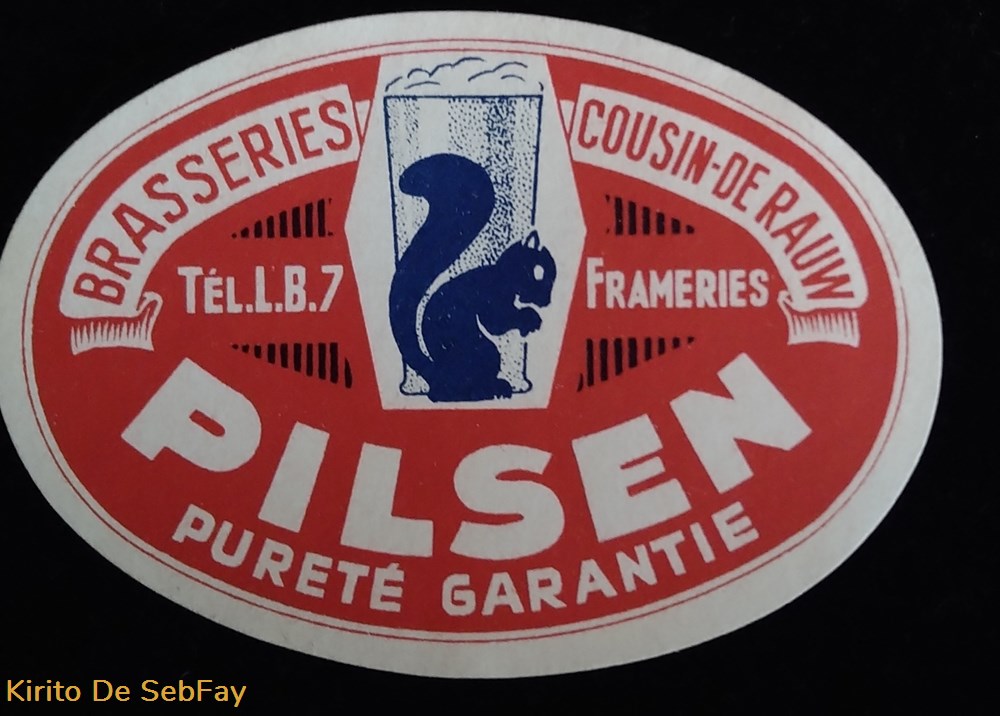 BRASSERIES
COUSIN-DE RAUW
TÉL.L.B.7
FRAMERIES
PILSEN
PURETÉ GARANTIE
Kirito De SebFay